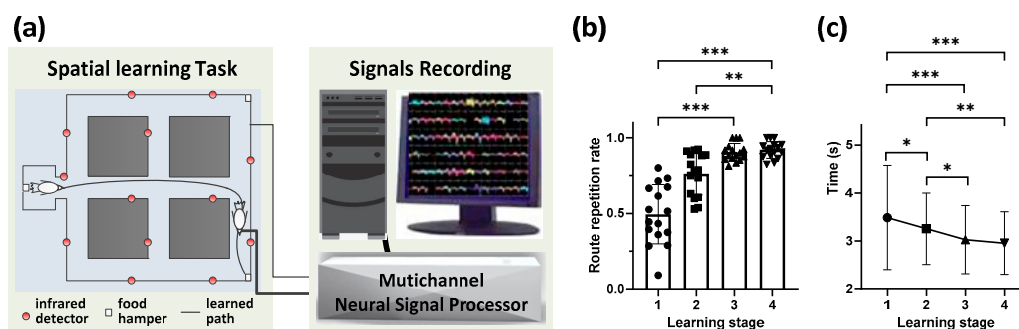 (a)
Spatial learning Task
infrared
detector
food
hamper
learned
path
Signals Recording
Mutichannel
Neural Signal Processor
(b)
***
**
***
Route repetition rate
1.0
0.5
0.0
1 2 3 4
Learning stage
(c)
***
***
**
*
*
Time (s)
5
4
3
2
1 2 3 4
Learning stage